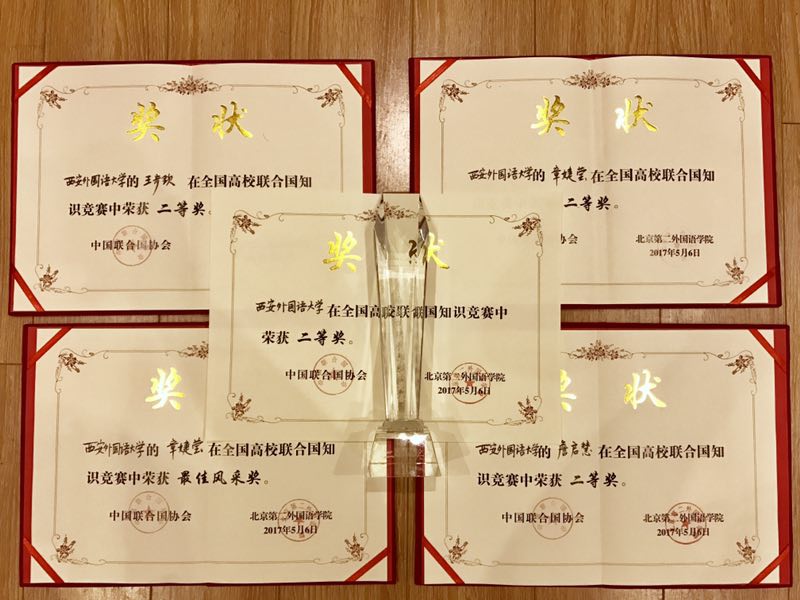 奖 状
西安外国语大学的 在全国高校联合国知
识竞赛中荣获 二等奖。
中国联合国协会
奖 状
西安外国语大学的 章婕莹 在全国高校联合国知
二等奖。
协会 北京第二外国语学院
2017年5月6日
奖 状
西安外国语大学 在全国高校联合国知识竞赛中
荣获 二等奖。
中国联合国协会 北京第二外国语学院
2017年5月6日
奖
西安外国语大学的 章婕莹 在全国高校联合国知
识竞赛中荣获 最佳风采奖。
中国联合国协会 北京第二外国语学院
2017年5月6日
奖 状
西安外国语大学的 唐启慧 在全国高校联合国知
识竞赛中荣获 二等奖。
中国联合国协会 北京第二外国语学院
2017年5月6日